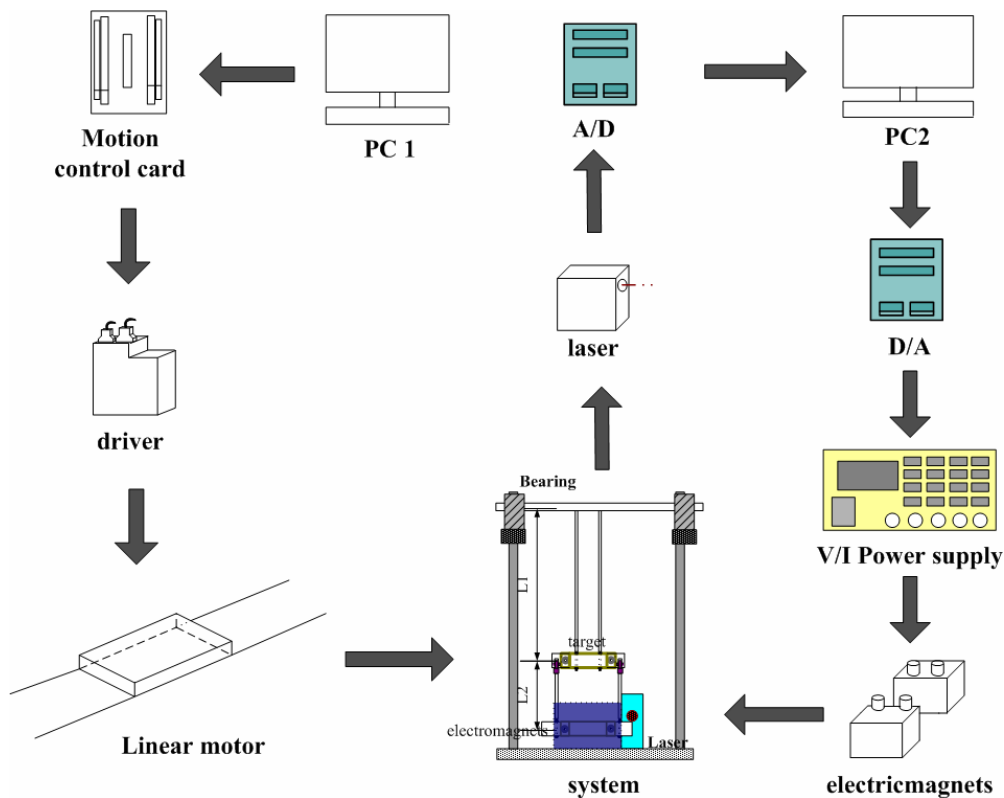 Motion
control card
PC 1
A/D
PC2
driver
laser
D/A
Bearing
L1
target
L2
electromagnets
Laser
V/I Power supply
Linear motor
system
electricmagnets